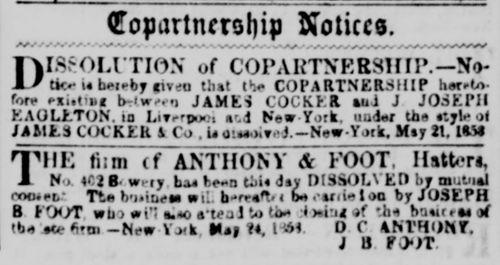 Copartnership Notices.
DISSOLUTION of COPARTNERSHIP.—No-
tice is hereby given that the COPARTNERSHIP hereto-
fore existing between JAMES COCKER and J. JOSEPH
EAGLETON, in Liverpool and New-York, under the style of
JAMES COCKER & Co., is dissolved.—New-York, May 21, 1858
THE firm of ANTHONY & FOOT, Hatters,
No. 402 Bowery, has been this day DISSOLVED by mutual
consent. The business will hereafter be carried on by JOSEPH
B. FOOT, who will also attend to the closing of the business of
the late firm.—New-York, May 24, 1858. D. C. ANTHONY,
J. B. FOOT.